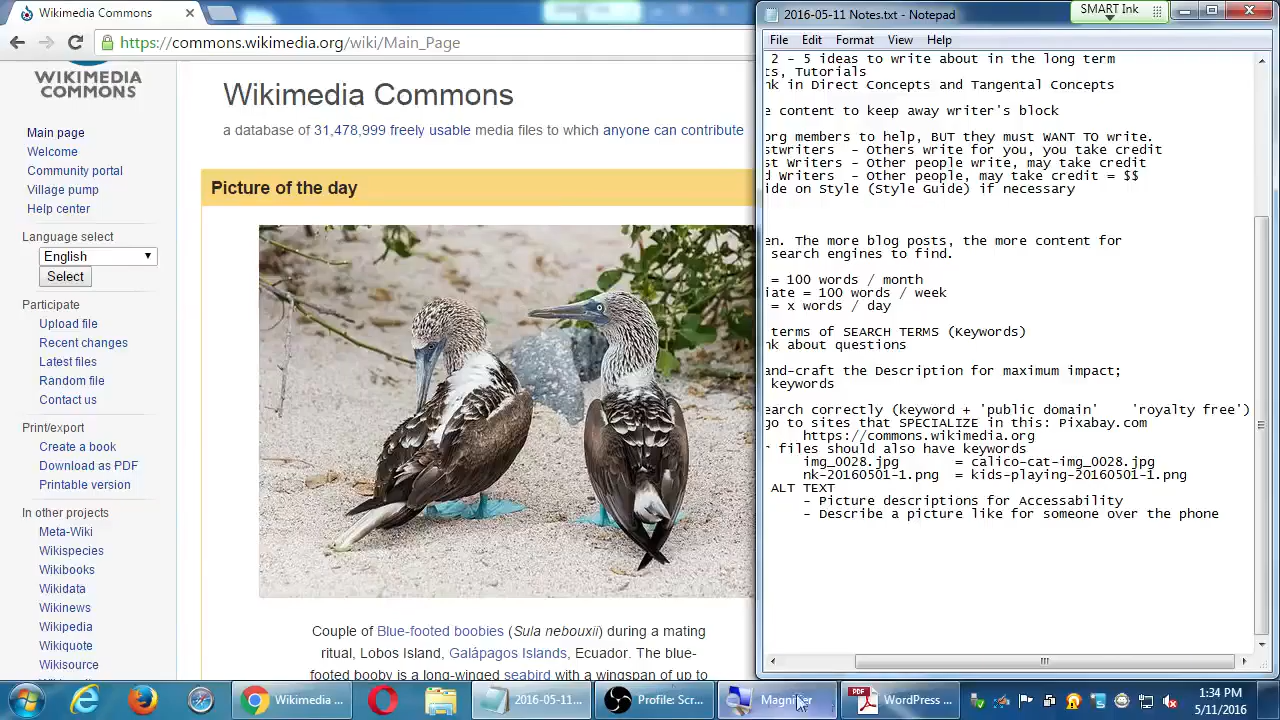 Wikimedia Commons
https://commons.wikimedia.org/wiki/Main_Page
WIKIMEDIA
COMMONS
Main page
Welcome
Community portal
Village pump
Help center
Language select
English
Select
Participate
Upload file
Recent changes
Latest files
Random file
Contact us
Print/export
Create a book
Download as PDF
Printable version
In other projects
Meta-Wiki
Wikispecies
Wikibooks
Wikidata
Wikinews
Wikipedia
Wikiquote
Wikisource
Wikimedia Commons
a database of 31,478,999 freely usable media files to which anyone can contribute
Picture of the day
Couple of Blue-footed boobies (Sula nebouxii) during a mating
ritual, Lobos Island, Galápagos Islands, Ecuador. The blue-
footed booby is a long-winged seabird with a wingspan of up to
2016-05-11 Notes.txt - Notepad
SMART Ink
File Edit Format View Help
2 - 5 ideas to write about in the long term
ts, Tutorials
nk in Direct Concepts and Tangental Concepts
e content to keep away writer's block
org members to help, BUT they must WANT TO write.
stwriters - Others write for you, you take credit
st Writers - Other people write, may take credit
d Writers - Other people, may take credit = $$
ide on Style (Style Guide) if necessary
en. The more blog posts, the more content for
search engines to find.
= 100 words / month
iate = 100 words / week
= x words / day
terms of SEARCH TERMS (Keywords)
nk about questions
and-craft the Description for maximum impact;
keywords
earch correctly (keyword + 'public domain' 'royalty free')
go to sites that SPECIALIZE in this: Pixabay.com
https://commons.wikimedia.org
r files should also have keywords
img_0028.jpg = calico-cat-img_0028.jpg
nk-20160501-1.png = kids-playing-20160501-1.png
ALT TEXT
- Picture descriptions for Accessability
- Describe a picture like for someone over the phone
Wikimedia ...
2016-05-11...
Profile: Scr...
Magnifier
PDF
WordPress ...
1:34 PM
5/11/2016